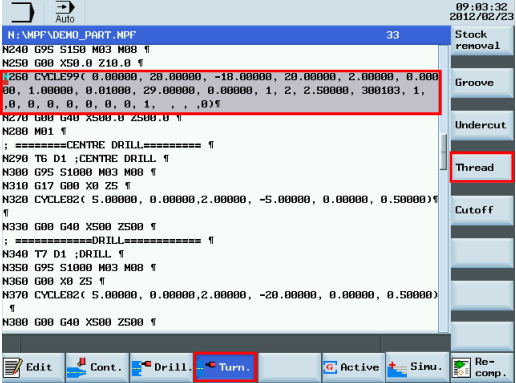 Auto
09:03:32
2012/02/23
N:\MPF\DEMO_PART.MPF 33
N240 G95 S150 M03 M08 ¶
N250 G00 X50.0 Z10.0 ¶
N260 CYCLE99( 0.00000, 20.00000, -18.00000, 20.00000, 2.00000, 0.000
00, 1.00000, 0.01000, 29.00000, 0.00000, 1, 2, 2.50000, 300103, 1,
,0, 0, 0, 0, 0, 0, 0, 1, , , ,0)¶
N270 G00 G40 X500.0 Z500.0 ¶
N280 M01 ¶
; ========CENTRE DRILL========= ¶
N290 T6 D1 ;CENTRE DRILL ¶
N300 G95 S1000 M03 M08 ¶
N310 G17 G00 X0 Z5 ¶
N320 CYCLE82( 5.00000, 0.00000,2.00000, -5.00000, 0.00000, 0.50000)¶
¶
N330 G00 G40 X500 Z500 ¶
; ============DRILL============ ¶
N340 T7 D1 ;DRILL ¶
N350 G95 S1000 M03 M08 ¶
N360 G00 X0 Z5 ¶
N370 CYCLE82( 5.00000, 0.00000,2.00000, -20.00000, 0.00000, 0.50000)
¶
N380 G00 G40 X500 Z500 ¶
Stock
removal
Groove
Undercut
Thread
Cutoff
Edit
Cont.
Drill.
Turn.
Active
Simu.
Re-
comp.